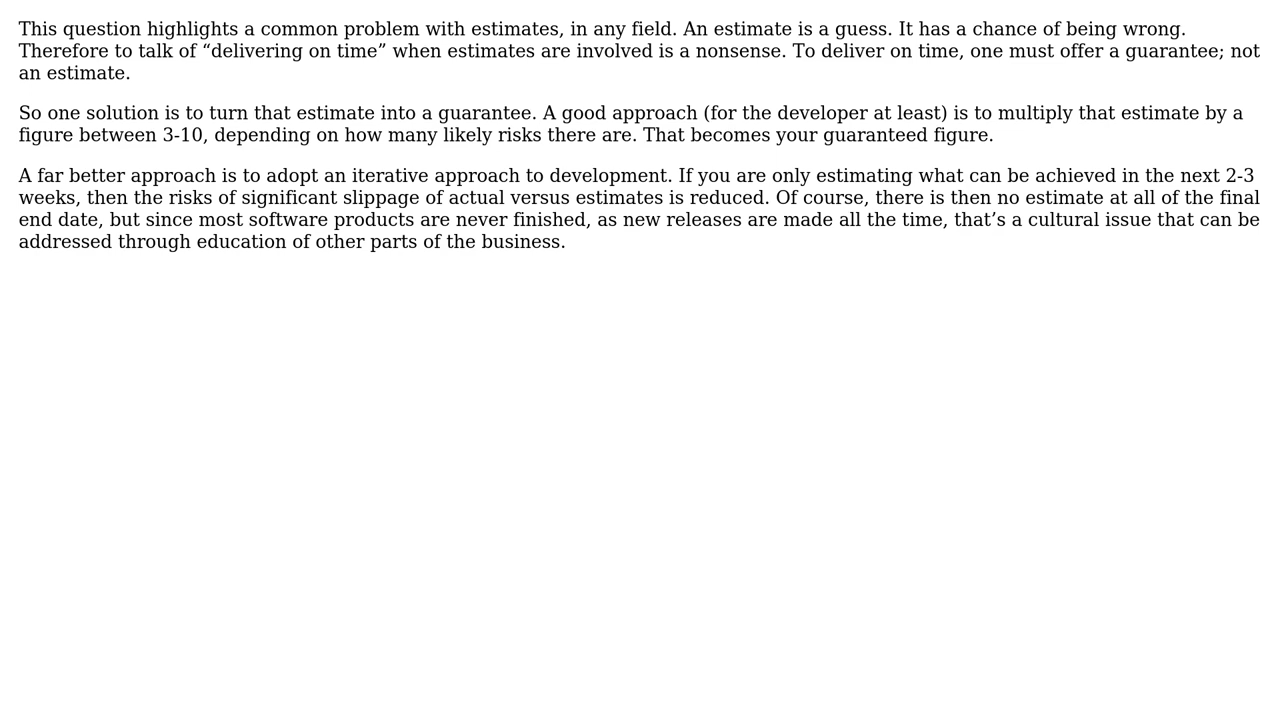 This question highlights a common problem with estimates, in any field. An estimate is a guess. It has a chance of being wrong.
Therefore to talk of “delivering on time” when estimates are involved is a nonsense. To deliver on time, one must offer a guarantee; not
an estimate.
So one solution is to turn that estimate into a guarantee. A good approach (for the developer at least) is to multiply that estimate by a
figure between 3-10, depending on how many likely risks there are. That becomes your guaranteed figure.
A far better approach is to adopt an iterative approach to development. If you are only estimating what can be achieved in the next 2-3
weeks, then the risks of significant slippage of actual versus estimates is reduced. Of course, there is then no estimate at all of the final
end date, but since most software products are never finished, as new releases are made all the time, that’s a cultural issue that can be
addressed through education of other parts of the business.